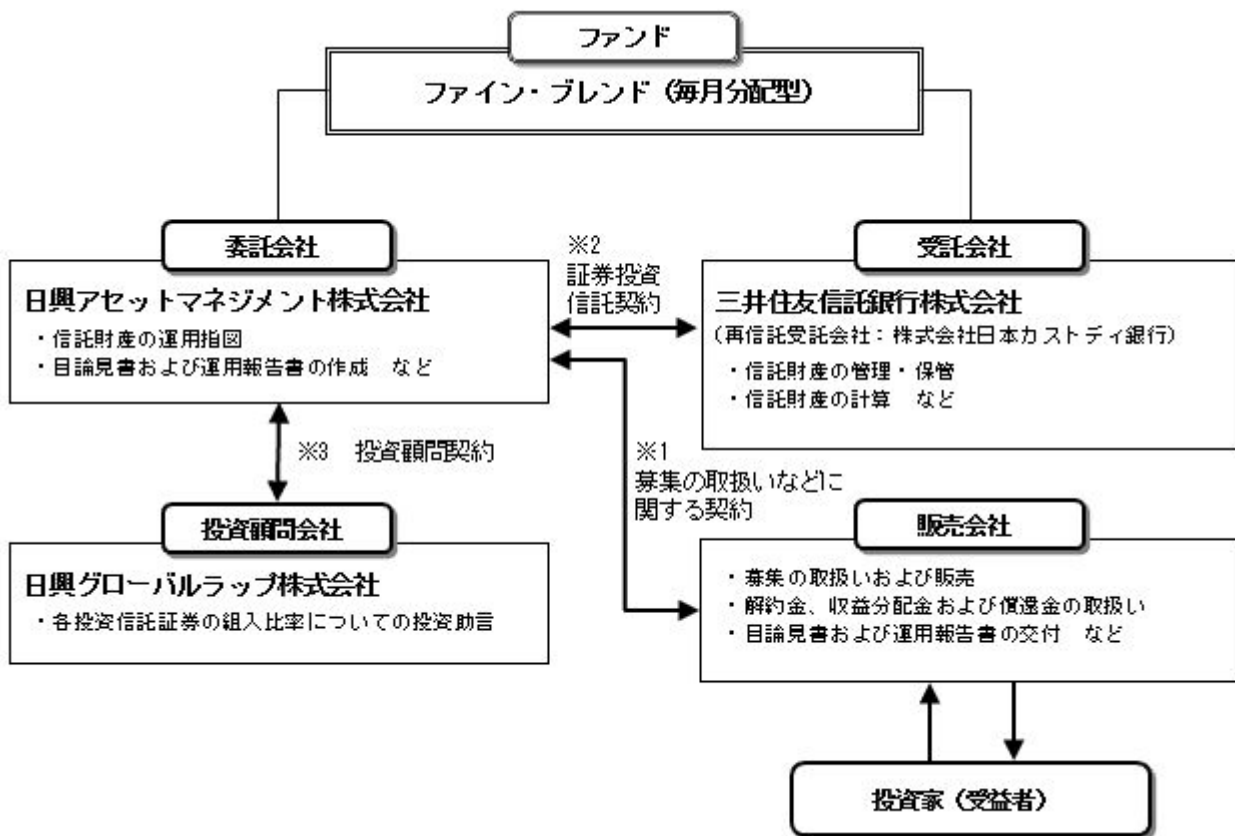 ファンド
ファイン・ブレンド（毎月分配型）
委託会社
日興アセットマネジメント株式会社
・信託財産の運用指図
・目論見書および運用報告書の作成　など
※2
証券投資
信託契約
受託会社
三井住友信託銀行株式会社
（再信託受託会社：株式会社日本カストディ銀行）
・信託財産の管理・保管
・信託財産の計算　など
※3　投資顧問契約
※1
募集の取扱いなどに
関する契約
投資顧問会社
日興グローバルラップ株式会社
・各投資信託証券の組入比率についての投資助言
販売会社
・募集の取扱いおよび販売
・解約金、収益分配金および償還金の取扱い
・目論見書および運用報告書の交付　など
投資家（受益者）